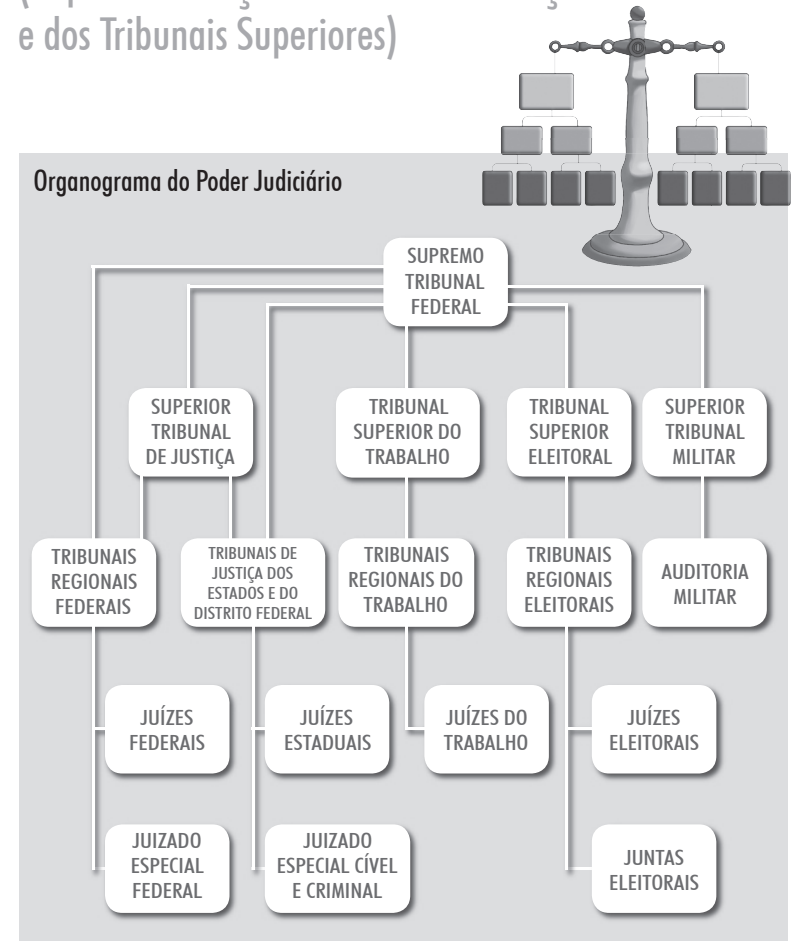 e dos Tribunais Superiores)
Organograma do Poder Judiciário
SUPREMO
TRIBUNAL
FEDERAL
SUPERIOR
TRIBUNAL
DE JUSTIÇA
TRIBUNAL
SUPERIOR DO
TRABALHO
TRIBUNAL
SUPERIOR
ELEITORAL
SUPERIOR
TRIBUNAL
MILITAR
TRIBUNAIS
REGIONAIS
FEDERAIS
TRIBUNAIS DE
JUSTIÇA DOS
ESTADOS E DO
DISTRITO FEDERAL
TRIBUNAIS
REGIONAIS DO
TRABALHO
TRIBUNAIS
REGIONAIS
ELEITORAIS
AUDITORIA
MILITAR
JUÍZES
FEDERAIS
JUÍZES
ESTADUAIS
JUÍZES DO
TRABALHO
JUÍZES
ELEITORAIS
JUIZADO
ESPECIAL
FEDERAL
JUIZADO
ESPECIAL CÍVEL
E CRIMINAL
JUNTAS
ELEITORAIS